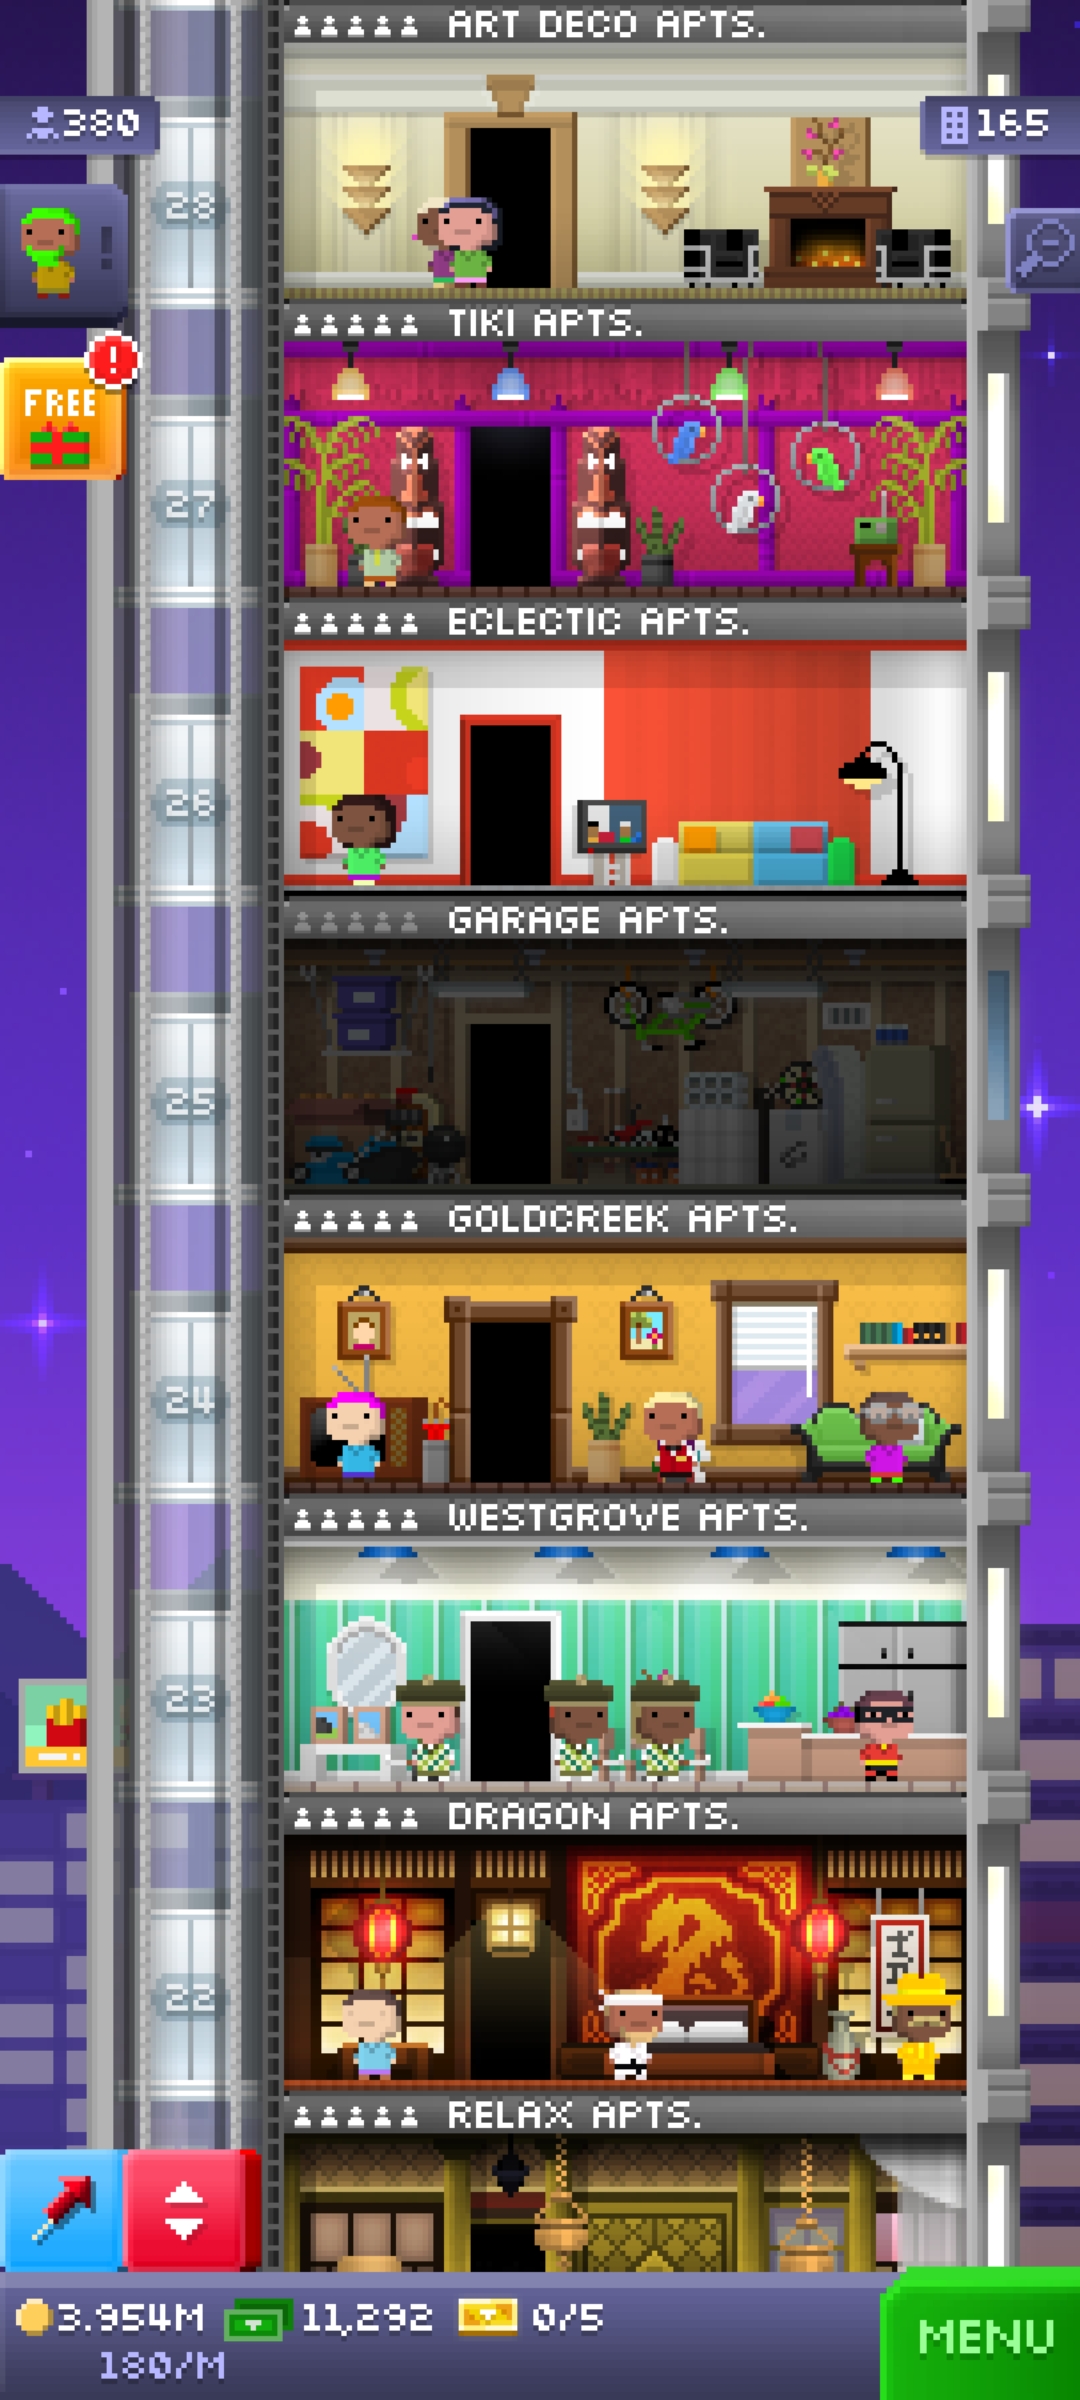 ART DECO APTS.
380
165
28
!
TIKI APTS.
!
FREE
27
ECLECTIC APTS.
26
GARAGE APTS.
25
GOLDCREEK APTS.
24
WESTGROVE APTS.
23
DRAGON APTS.
22
RELAX APTS.
3.954M 11,292 0/5
180/M
MENU